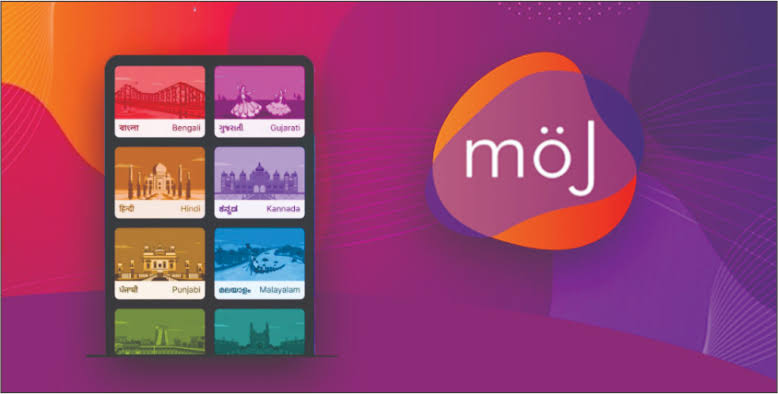 বাংলা Bengali
ગુજરાતી Gujarati
हिन्दी Hindi
ಕನ್ನಡ Kannada
ਪੰਜਾਬੀ Punjabi
മലയാളം Malayalam
möj